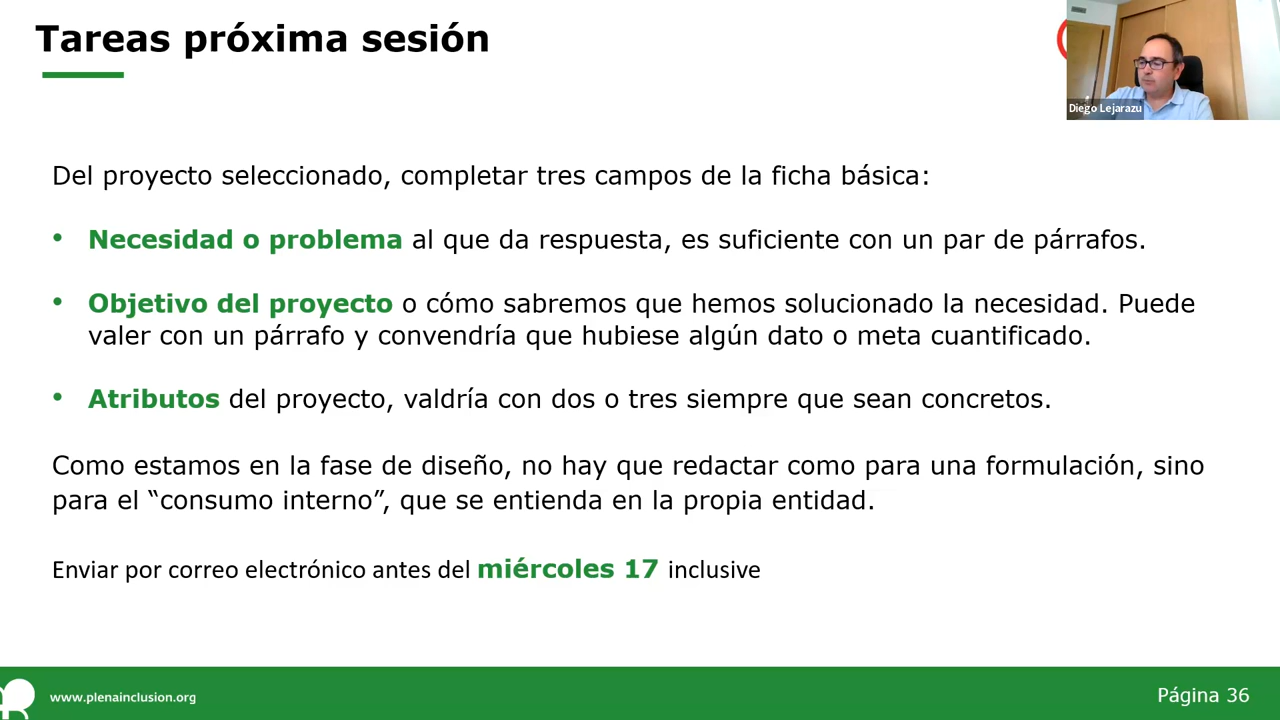 Tareas próxima sesión
Diego Lejarazu
Del proyecto seleccionado, completar tres campos de la ficha básica:
• Necesidad o problema al que da respuesta, es suficiente con un par de párrafos.
• Objetivo del proyecto o cómo sabremos que hemos solucionado la necesidad. Puede
valer con un párrafo y convendría que hubiese algún dato o meta cuantificado.
• Atributos del proyecto, valdría con dos o tres siempre que sean concretos.
Como estamos en la fase de diseño, no hay que redactar como para una formulación, sino
para el “consumo interno”, que se entienda en la propia entidad.
Enviar por correo electrónico antes del miércoles 17 inclusive
www.plenainclusion.org
Página 36